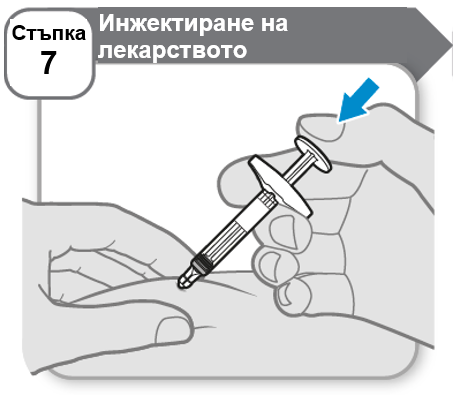 Стъпка
7
Инжектиране на
лекарството